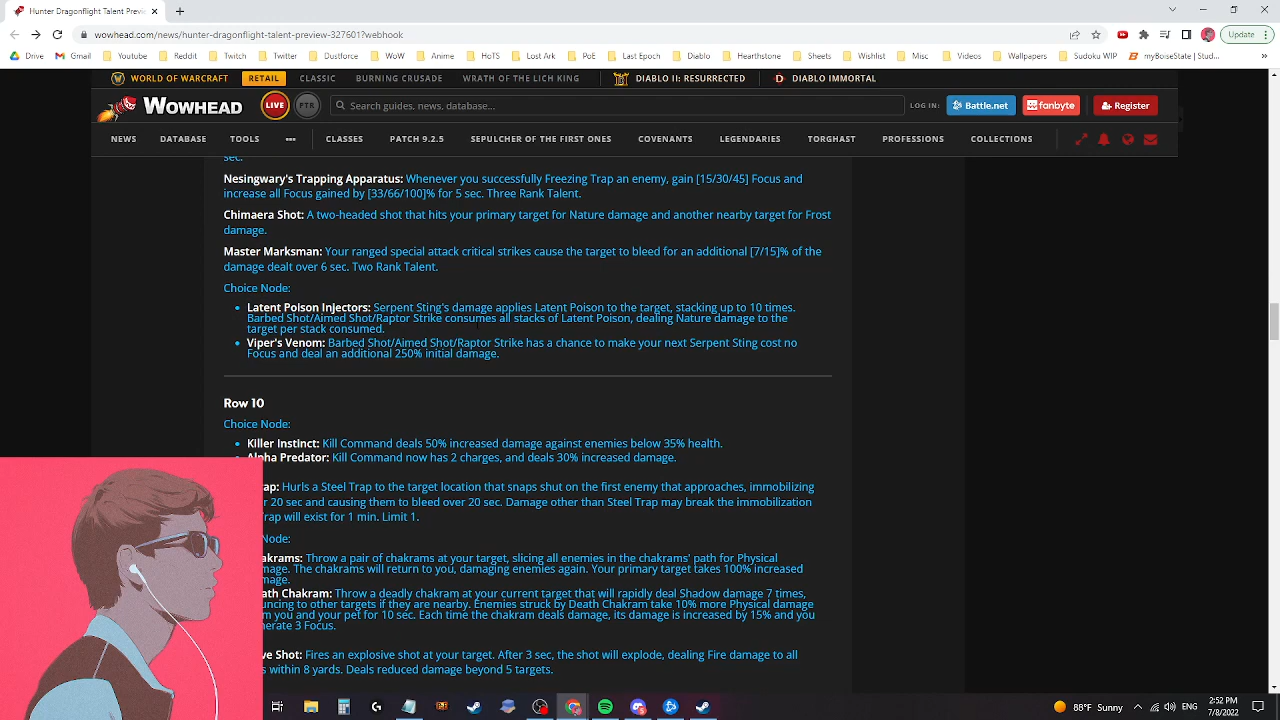 Hunter Dragonflight Talent Previ
wowhead.com/news/hunter-dragonflight-talent-preview-327601?webhook
Update
Drive Gmail Youtube Reddit Twitch Twitter Dustforce WoW Anime HoTS Lost Ark PoE Last Epoch Diablo Hearthstone Sheets Wishlist Misc Videos Wallpapers Sudoku WIP myBoiseState | Stud...
WORLD OF WARCRAFT RETAIL CLASSIC BURNING CRUSADE WRATH OF THE LICH KING DIABLO II: RESURRECTED DIABLO IMMORTAL
WOWHEAD LIVE PTR Search guides, news, database... LOG IN: Battle.net fanbyte Register
NEWS DATABASE TOOLS ••• CLASSES PATCH 9.2.5 SEPULCHER OF THE FIRST ONES COVENANTS LEGENDARIES TORGHAST PROFESSIONS COLLECTIONS
sec.
Nesingwary's Trapping Apparatus: Whenever you successfully Freezing Trap an enemy, gain [15/30/45] Focus and
increase all Focus gained by [33/66/100]% for 5 sec. Three Rank Talent.
Chimaera Shot: A two-headed shot that hits your primary target for Nature damage and another nearby target for Frost
damage.
Master Marksman: Your ranged special attack critical strikes cause the target to bleed for an additional [7/15]% of the
damage dealt over 6 sec. Two Rank Talent.
Choice Node:
• Latent Poison Injectors: Serpent Sting's damage applies Latent Poison to the target, stacking up to 10 times.
Barbed Shot/Aimed Shot/Raptor Strike consumes all stacks of Latent Poison, dealing Nature damage to the
target per stack consumed.
• Viper's Venom: Barbed Shot/Aimed Shot/Raptor Strike has a chance to make your next Serpent Sting cost no
Focus and deal an additional 250% initial damage.
Row 10
Choice Node:
• Killer Instinct: Kill Command deals 50% increased damage against enemies below 35% health.
Alpha Predator: Kill Command now has 2 charges, and deals 30% increased damage.
rap: Hurls a Steel Trap to the target location that snaps shut on the first enemy that approaches, immobilizing
r 20 sec and causing them to bleed over 20 sec. Damage other than Steel Trap may break the immobilization
rap will exist for 1 min. Limit 1.
Node:
akrams: Throw a pair of chakrams at your target, slicing all enemies in the chakrams' path for Physical
mage. The chakrams will return to you, damaging enemies again. Your primary target takes 100% increased
mage.
ath Chakram: Throw a deadly chakram at your current target that will rapidly deal Shadow damage 7 times,
uncing to other targets if they are nearby. Enemies struck by Death Chakram take 10% more Physical damage
m you and your pet for 10 sec. Each time the chakram deals damage, its damage is increased by 15% and you
nerate 3 Focus.
ve Shot: Fires an explosive shot at your target. After 3 sec, the shot will explode, dealing Fire damage to all
s within 8 yards. Deals reduced damage beyond 5 targets.
88°F Sunny ENG 2:52 PM
7/8/2022